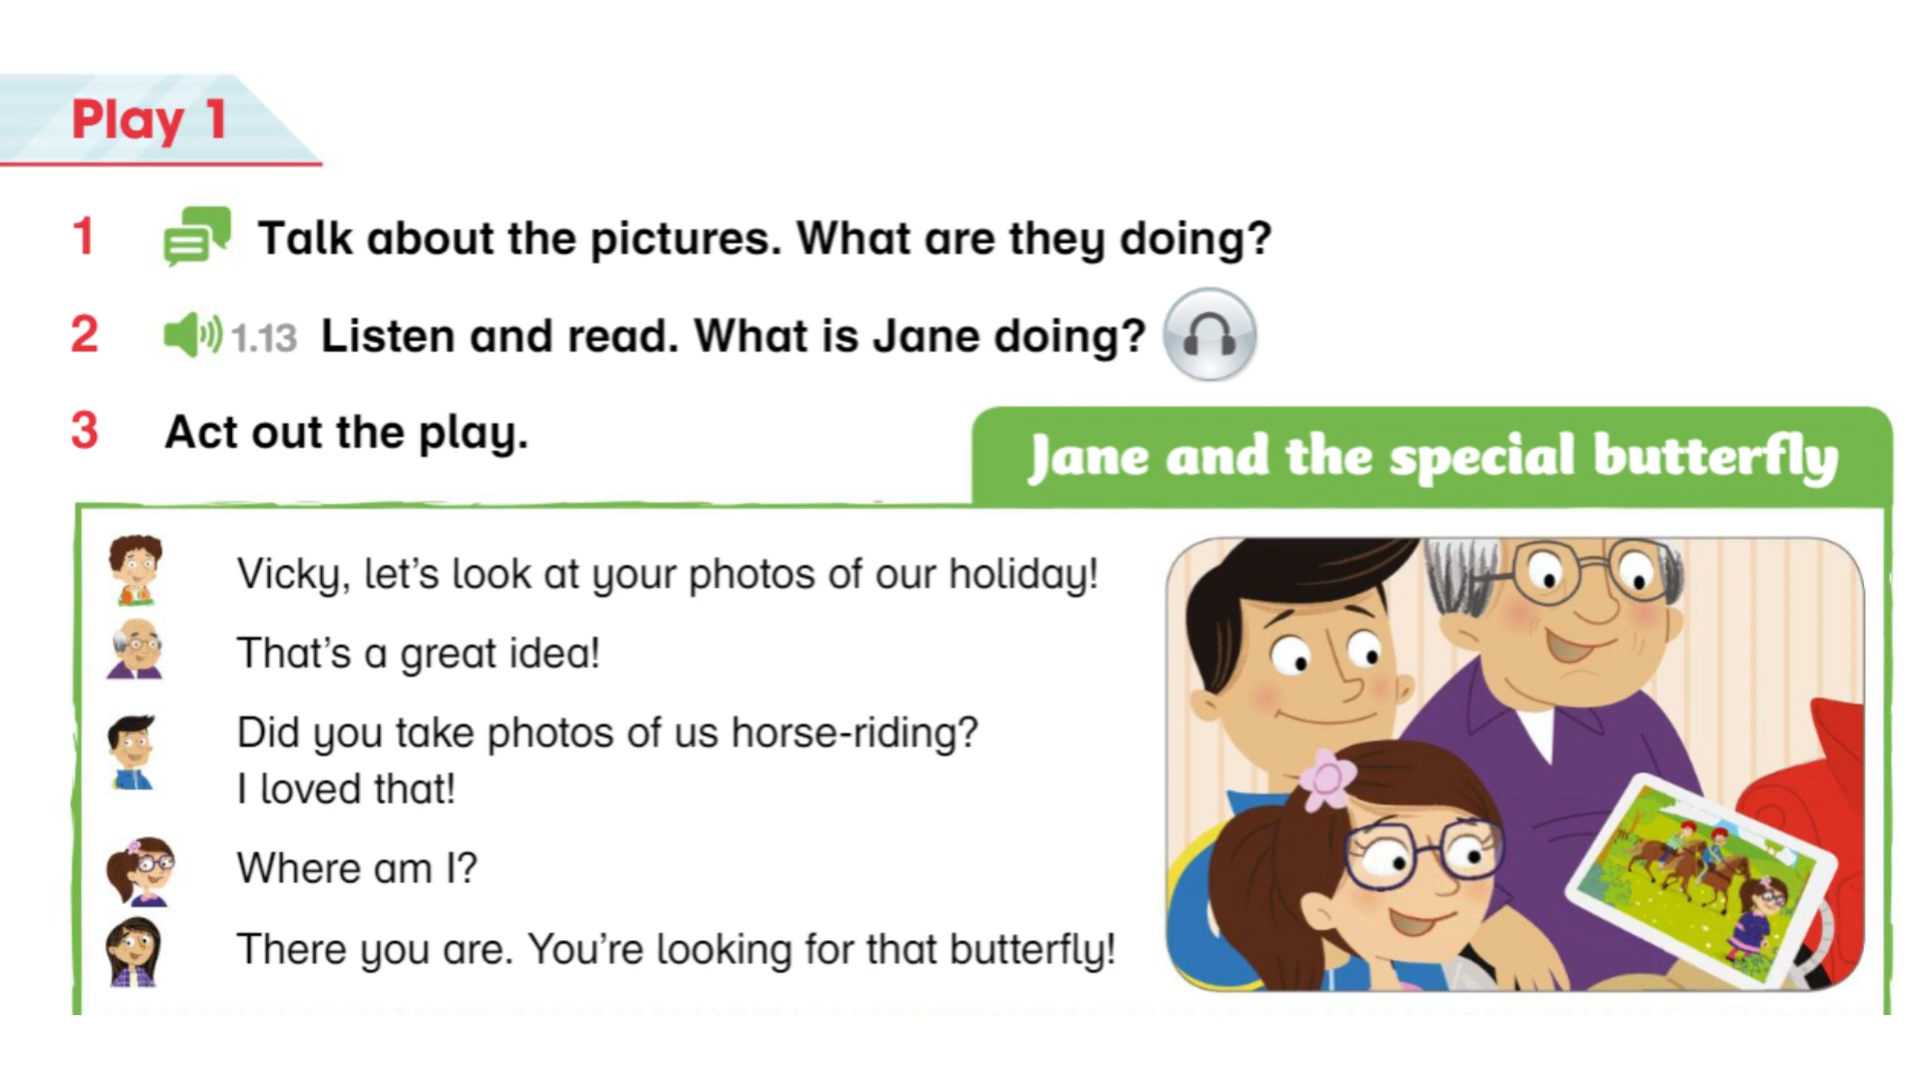 Play 1
1 Talk about the pictures. What are they doing?
2 1.13 Listen and read. What is Jane doing?
3 Act out the play.
Jane and the special butterfly
Vicky, let's look at your photos of our holiday!
That's a great idea!
Did you take photos of us horse-riding?
I loved that!
Where am I?
There you are. You're looking for that butterfly!